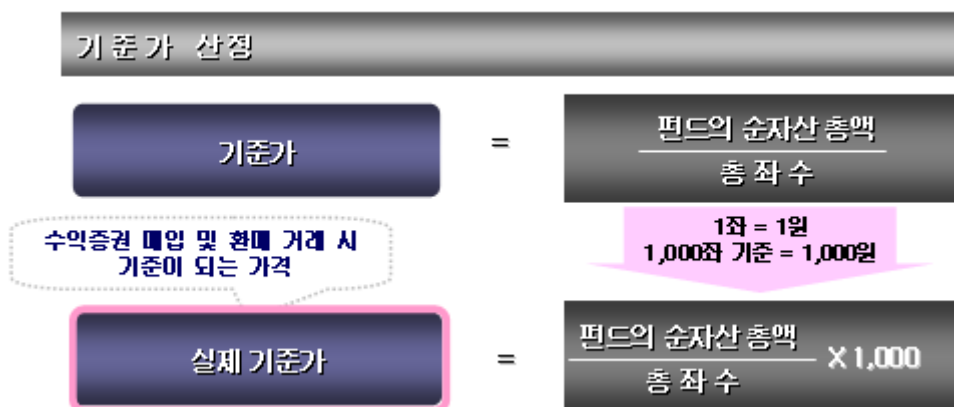 기준가 산정
기준가
=
펀드의 순자산 총액
총 좌 수
수익증권 매입 및 환매 거래 시
기준이 되는 가격
1좌 = 1원
1,000좌 기준 = 1,000원
실제 기준가
=
펀드의 순자산 총액
총 좌 수
X 1,000